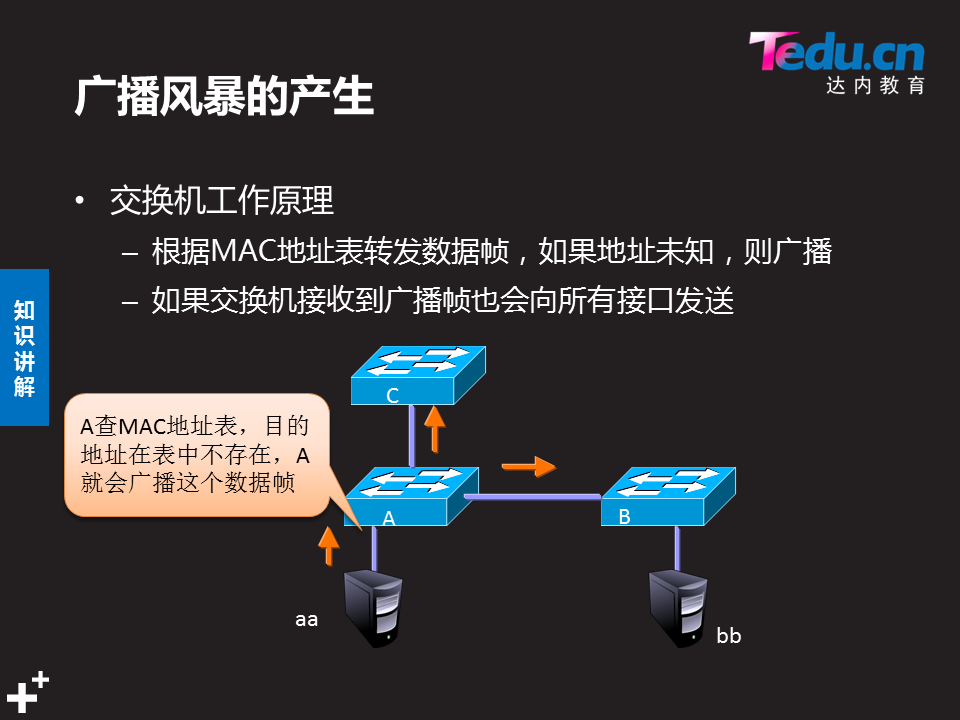 Tedu.cn
达内教育
广播风暴的产生
• 交换机工作原理
– 根据MAC地址表转发数据帧，如果地址未知，则广播
– 如果交换机接收到广播帧也会向所有接口发送
知
识
讲
解
C
A查MAC地址表，目的
地址在表中不存在，A
就会广播这个数据帧
A
B
aa
bb